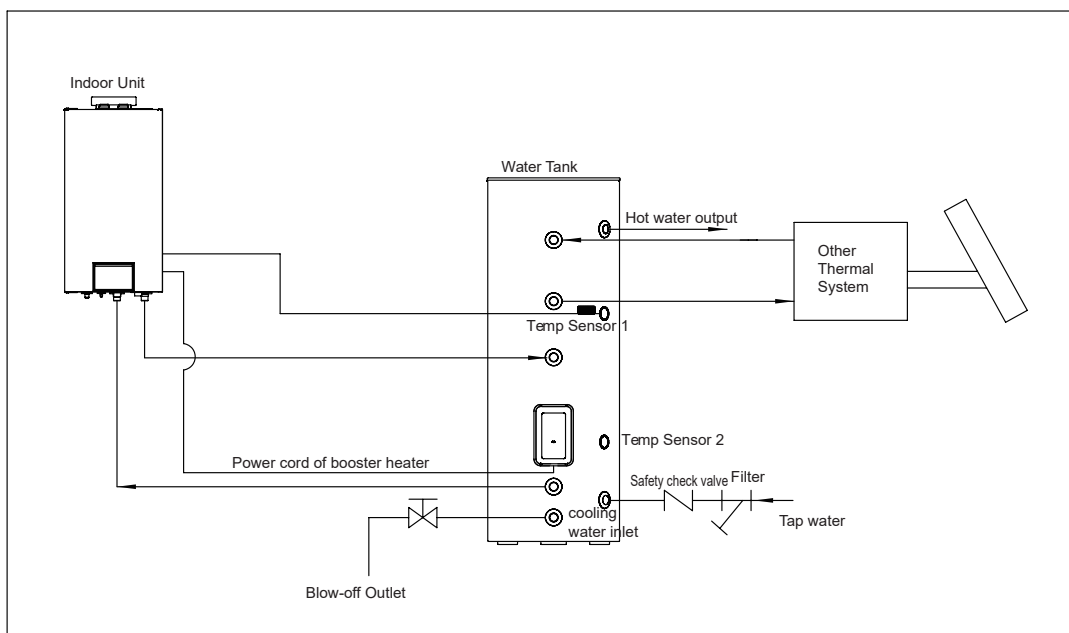 Indoor Unit
Water Tank
Hot water output
Other
Thermal
System
Temp Sensor 1
Temp Sensor 2
Power cord of booster heater
Safety check valve
Filter
cooling
water inlet
Tap water
Blow-off Outlet